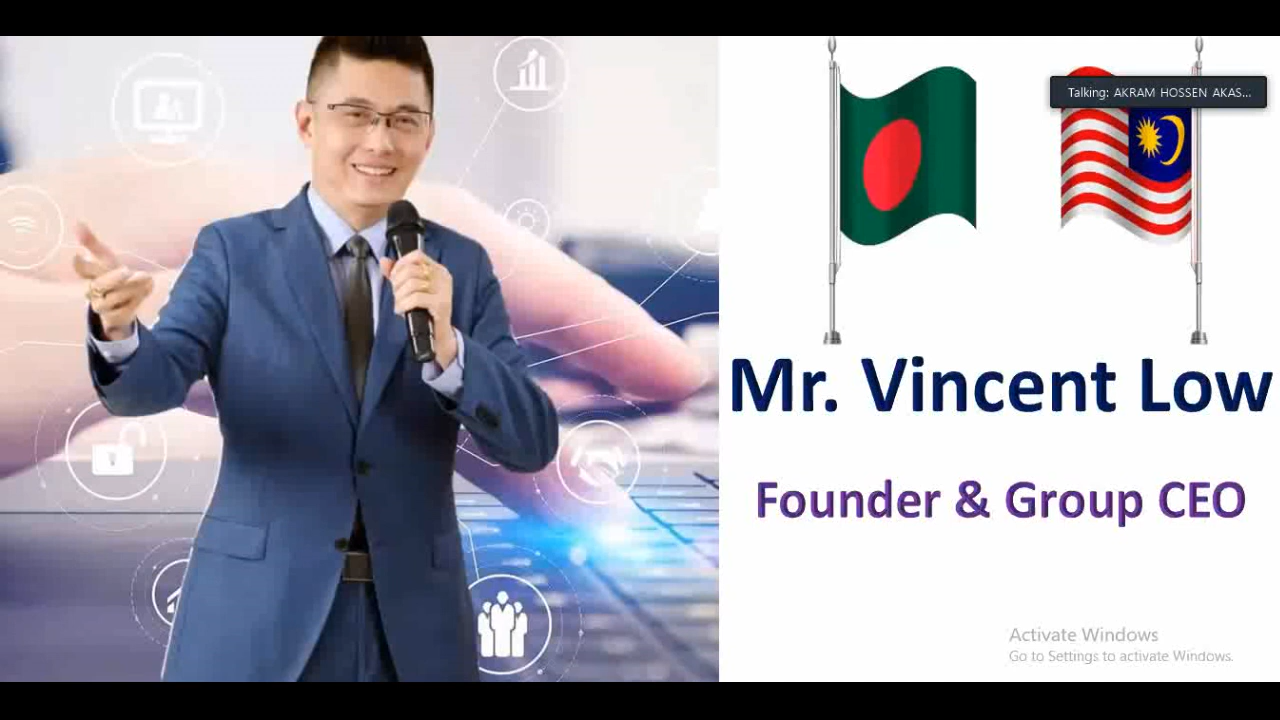 Talking: AKRAM HOSSEN AKAS...
Mr. Vincent Low
Founder & Group CEO
Activate Windows
Go to Settings to activate Windows.